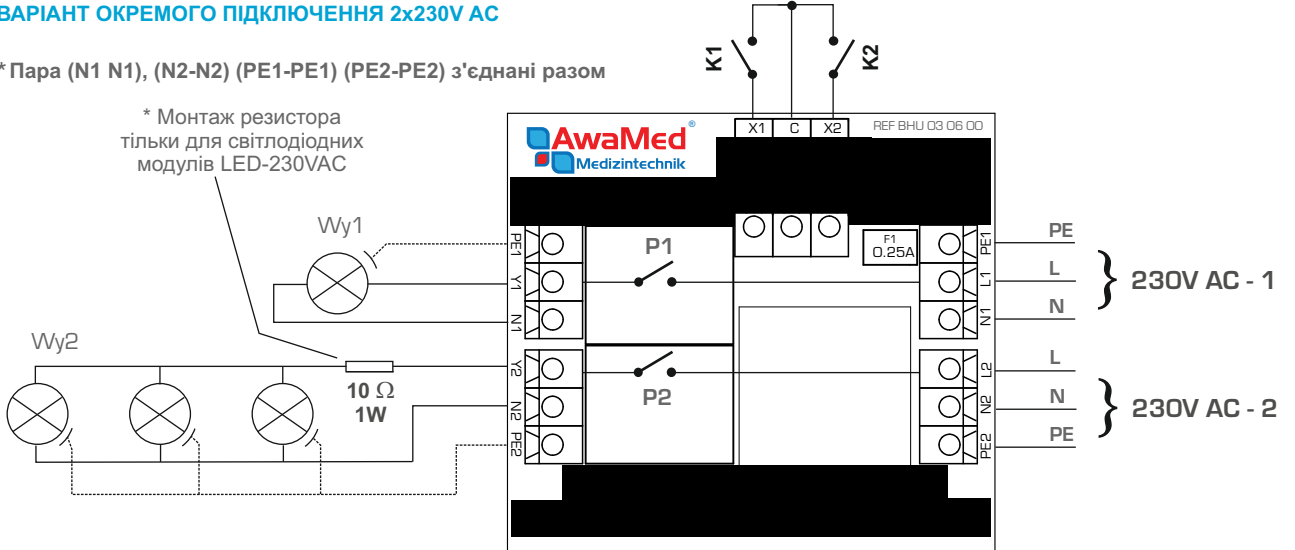 ВАРІАНТ ОКРЕМОГО ПІДКЛЮЧЕННЯ 2x230V AC
* Пара (N1 N1), (N2-N2) (PE1-PE1) (PE2-PE2) з'єднані разом
* Монтаж резистора
тільки для світлодіодних
модулів LED-230VAC
K1
K2
X1 C X2
REF BHU 03 06 00
AwaMed®
Medizintechnik
Wy1
Wy2
10 Ω
1W
PE1
Y1
N1
Y2
N2
PE2
P1
P2
F1
0.25A
PE1
L1
N1
L2
N2
PE2
PE
L
N
} 230V AC - 1
L
N
PE
} 230V AC - 2